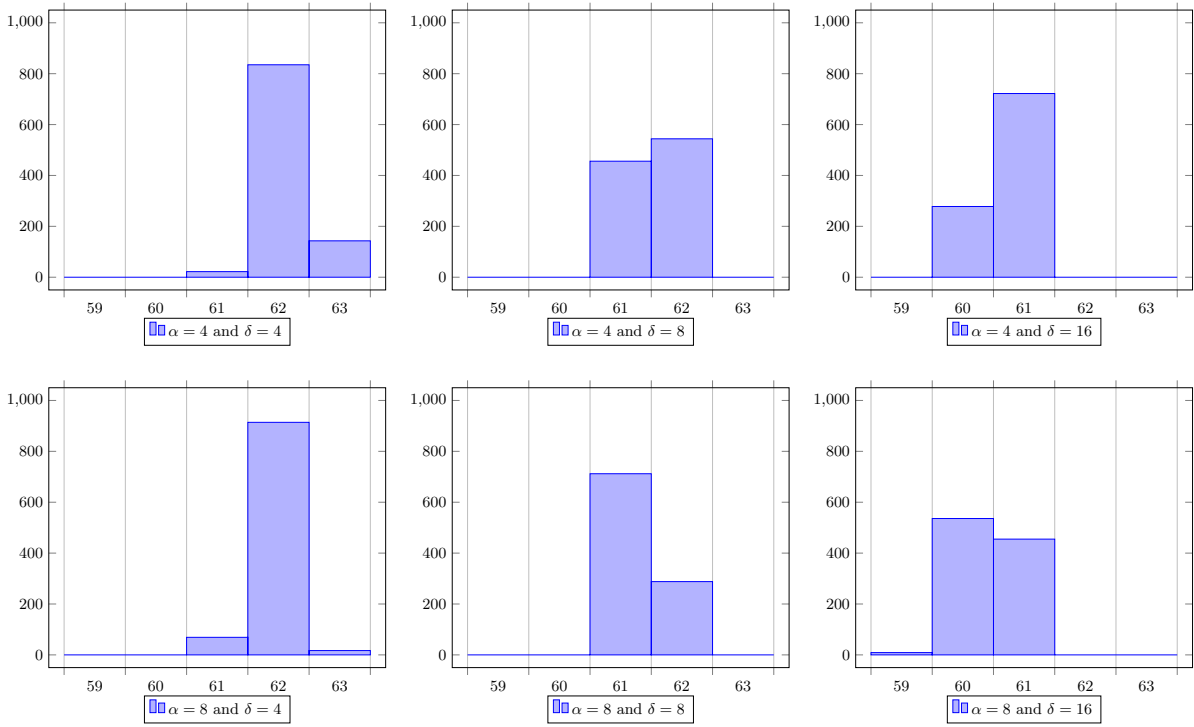 1,000 1,000 1,000
800 800 800
600 600 600
400 400 400
200 200 200
0 0 0
59 60 61 62 63 59 60 61 62 63 59 60 61 62 63
α = 4 and δ = 4 α = 4 and δ = 8 α = 4 and δ = 16
1,000 1,000 1,000
800 800 800
600 600 600
400 400 400
200 200 200
0 0 0
59 60 61 62 63 59 60 61 62 63 59 60 61 62 63
α = 8 and δ = 4 α = 8 and δ = 8 α = 8 and δ = 16